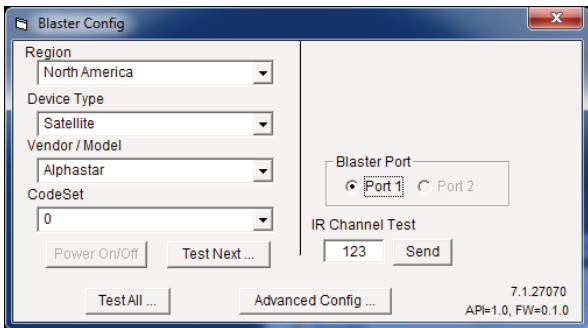 Blaster Config
Region
North America
Device Type
Satellite
Vendor / Model
Alphastar
CodeSet
0
Power On/Off
Test Next ...
Blaster Port
Port 1
Port 2
IR Channel Test
123
Send
Test All ...
Advanced Config ...
7.1.27070
API=1.0, FW=0.1.0